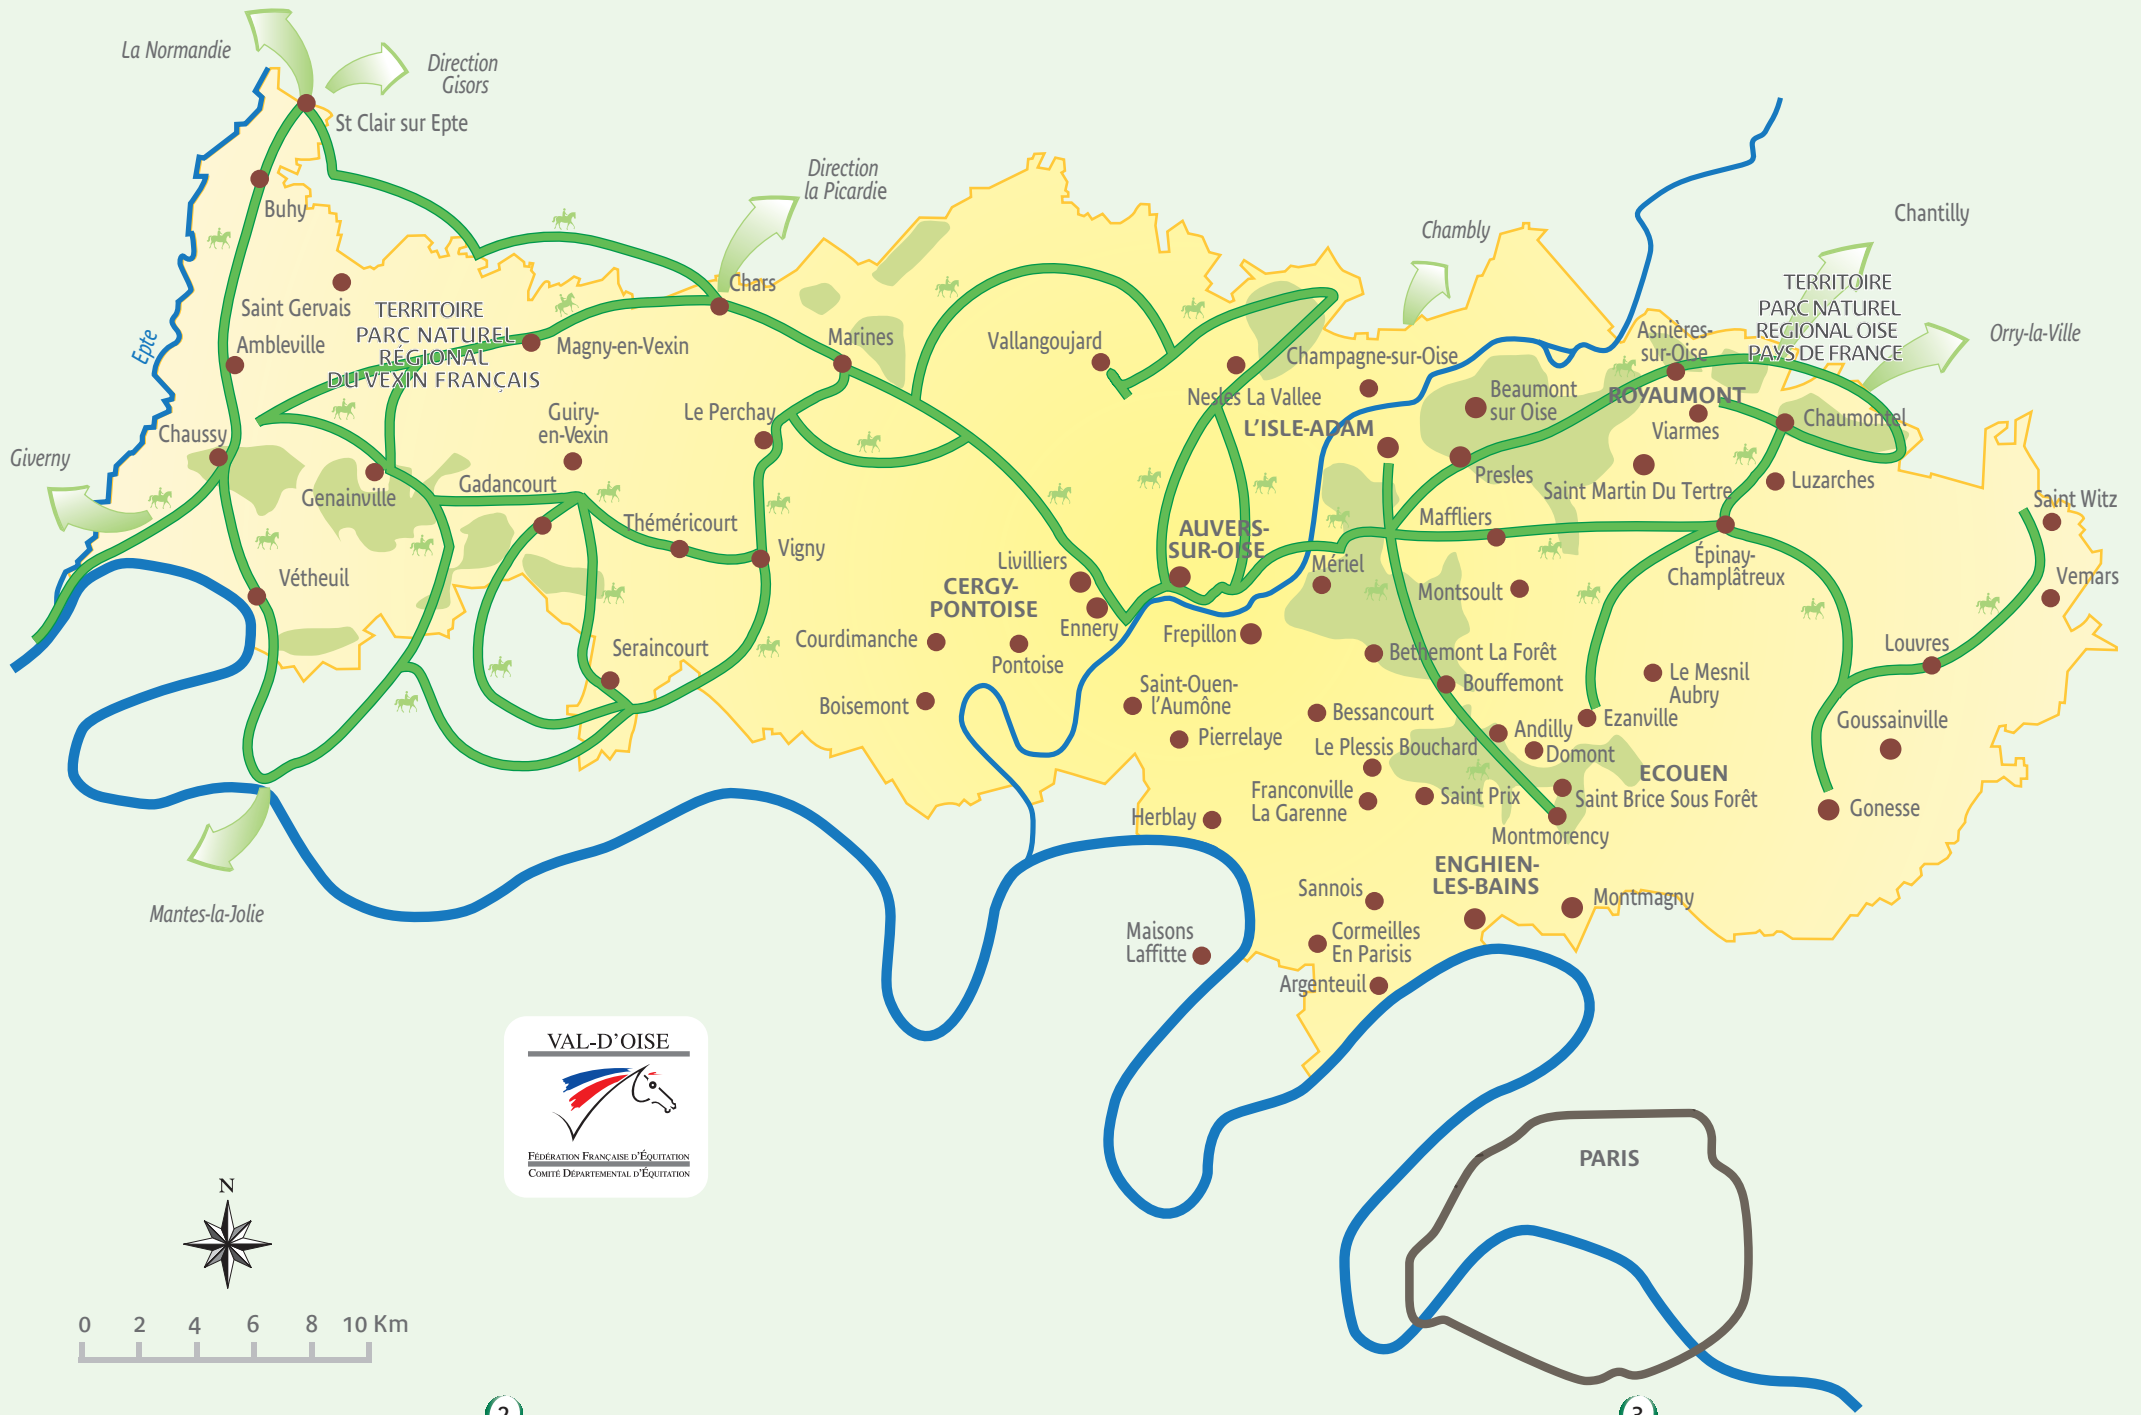 La Normandie
Direction
Gisors
St Clair sur Epte
Buhy
Direction
la Picardie
Chars
Saint Gervais
Ambleville
Epte
TERRITOIRE
PARC NATUREL
RÉGIONAL
DU VEXIN FRANÇAIS
Magny-en-Vexin
Marines
Vallangoujard
Chambly
Chantilly
TERRITOIRE
PARC NATUREL
REGIONAL OISE
PAYS DE FRANCE
Orry-la-Ville
Asnières-
sur-Oise
Champagne-sur-Oise
Nesles La Vallee
Beaumont
sur Oise
ROYAUMONT
Viarmes
Chaumontel
L'ISLE-ADAM
Presles
Saint Martin Du Tertre
Luzarches
Saint Witz
Vemars
Giverny
Chaussy
Guiry-
en-Vexin
Le Perchay
Genainville
Gadancourt
Théméricourt
Vigny
Vétheuil
Seraincourt
Livilliers
CERGY-
PONTOISE
Ennery
Courdimanche
Pontoise
Boisemont
AUVERS-
SUR-OISE
Mériel
Maffliers
Épinay-
Champlâtreux
Montsoult
Frepillon
Bethemont La Forêt
Bouffemont
Le Mesnil
Aubry
Louvres
Saint-Ouen-
l'Aumône
Pierrelaye
Bessancourt
Andilly
Ezanville
Domont
Goussainville
Le Plessis Bouchard
ECOUEN
Franconville
La Garenne
Saint Prix
Saint Brice Sous Forêt
Gonesse
Herblay
Montmorency
ENGHIEN-
LES-BAINS
Sannois
Montmagny
Mantes-la-Jolie
Maisons
Laffitte
Cormeilles
En Parisis
Argenteuil
VAL-D'OISE
FÉDÉRATION FRANÇAISE D'ÉQUITATION
COMITÉ DÉPARTEMENTAL D'ÉQUITATION
PARIS
N
0 2 4 6 8 10 Km
2
3